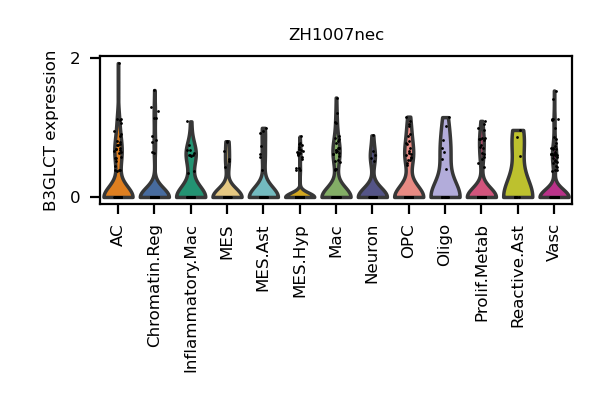 ZH1007nec
B3GLCT expression
2
0
AC
Chromatin.Reg
Inflammatory.Mac
MES
MES.Ast
MES.Hyp
Mac
Neuron
OPC
Oligo
Prolif.Metab
Reactive.Ast
Vasc